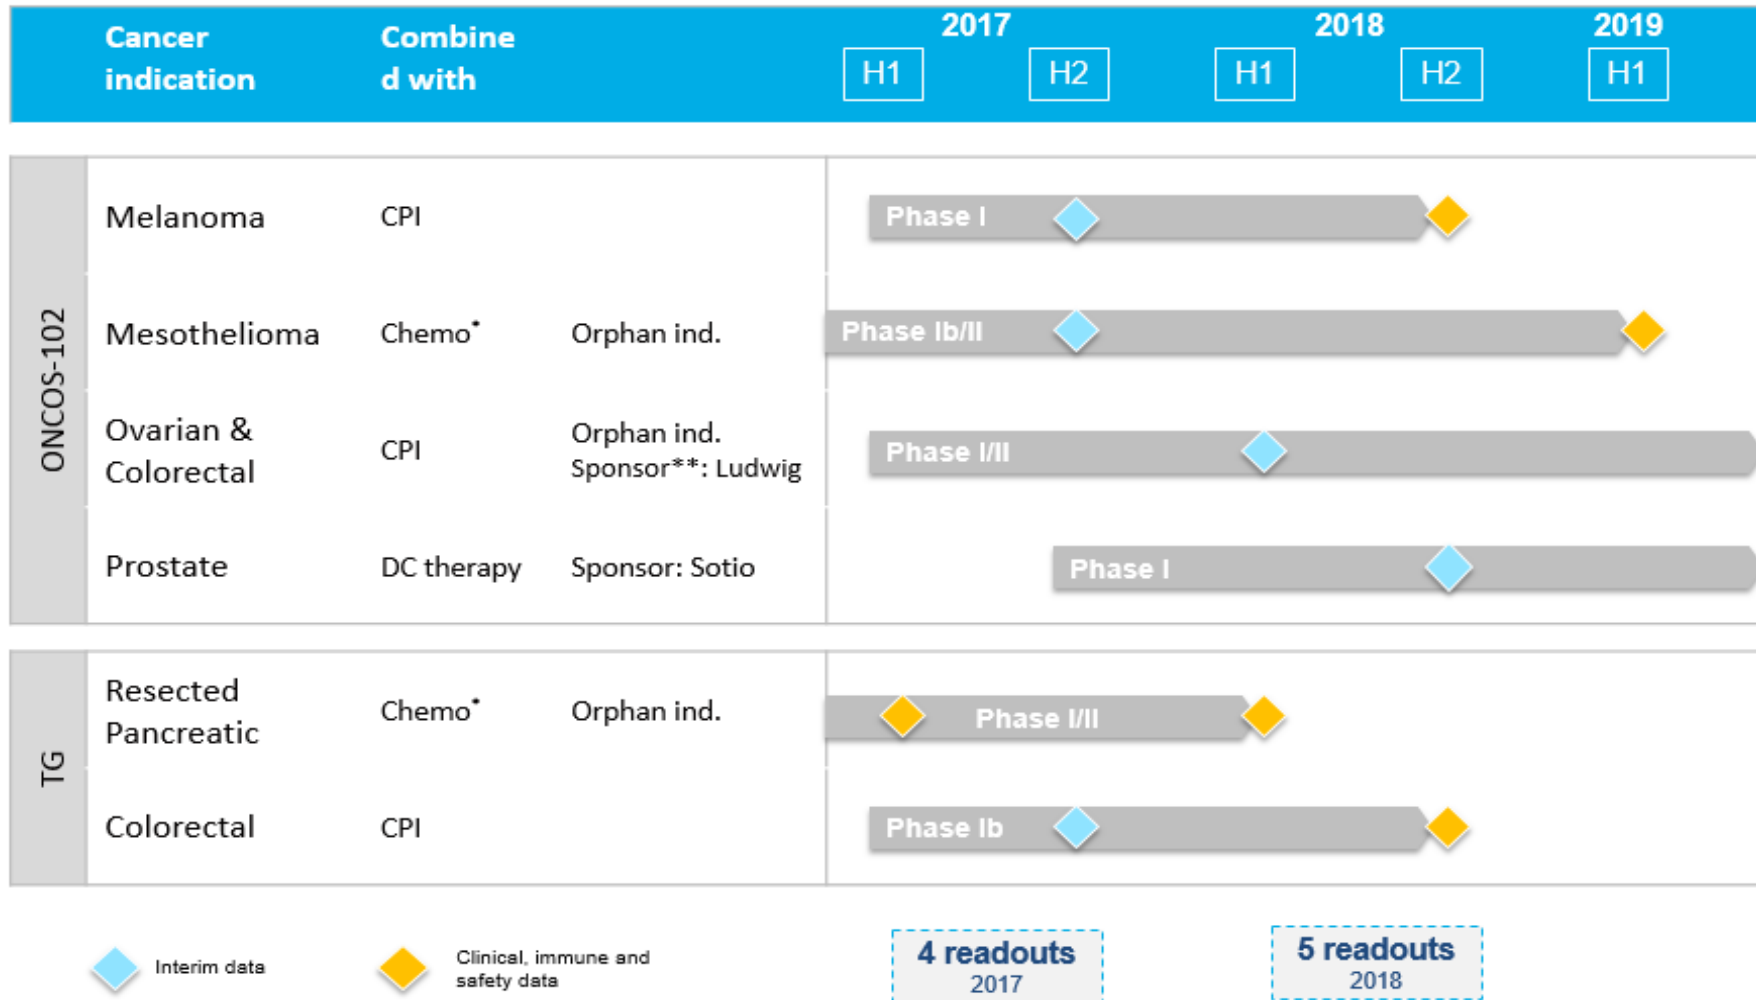 Cancer indication
Combine
d with
2017
2018
2019
H1
H2
H1
H2
H1
ONCOS-102
Melanoma
CPI
Phase I
Mesothelioma
Chemo*
Orphan ind.
Phase Ib/II
Ovarian &
Colorectal
CPI
Orphan ind.
Sponsor**: Ludwig
Phase I/II
Prostate
DC therapy
Sponsor: Sotio
Phase I
TG
Resected
Pancreatic
Chemo*
Orphan ind.
Phase I/II
Colorectal
CPI
Phase Ib
Interim data
Clinical, immune and
safety data
4 readouts
2017
5 readouts
2018